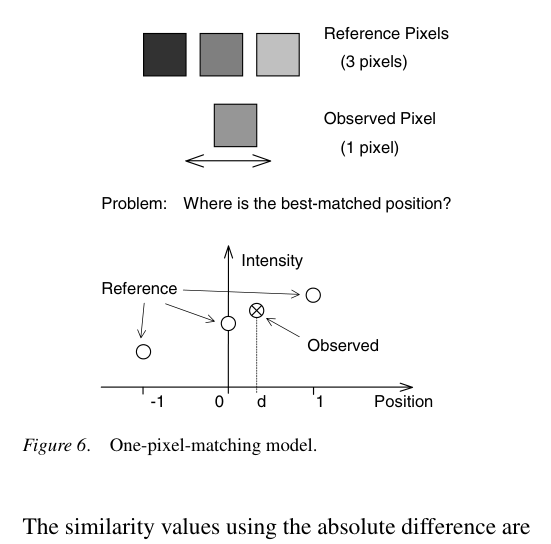 Reference Pixels
(3 pixels)
Observed Pixel
(1 pixel)
Problem: Where is the best-matched position?
Intensity
Reference
Observed
-1 0 d 1 Position
Figure 6. One-pixel-matching model.
The similarity values using the absolute difference are